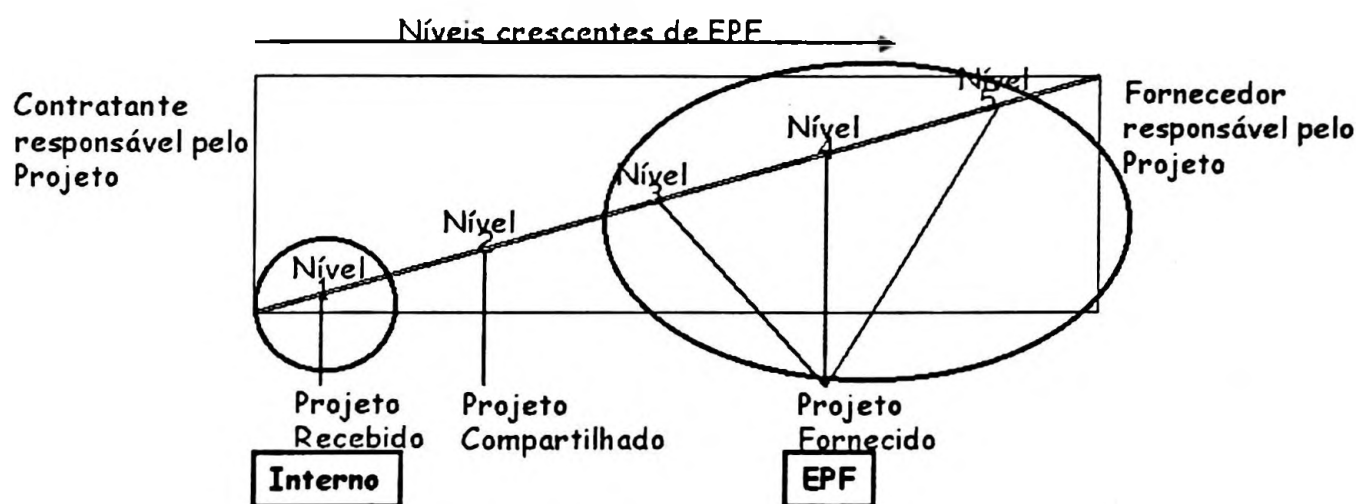 Níveis crescentes de EPF
Contratante
responsável pelo
Projeto
Nível
1
Nível
2
Nível
3
Nível
4
Nível
5
Fornecedor
responsável pelo
Projeto
Projeto
Recebido
Projeto
Compartilhado
Projeto
Fornecido
Interno
EPF